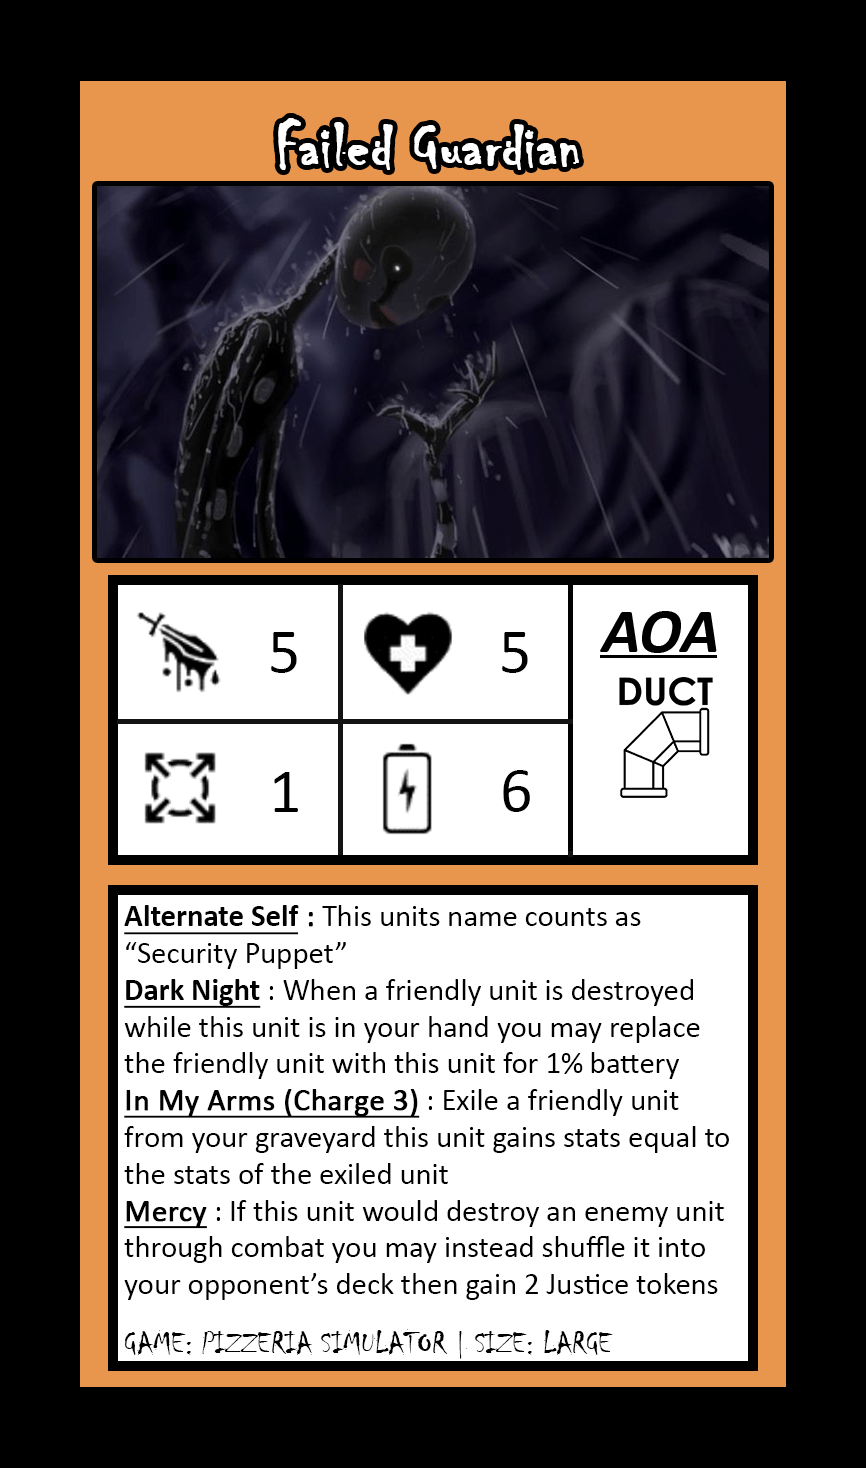 Failed Guardian
5
5
AOA
DUCT
1
6
Alternate Self : This units name counts as
“Security Puppet”
Dark Night : When a friendly unit is destroyed
while this unit is in your hand you may replace
the friendly unit with this unit for 1% battery
In My Arms (Charge 3) : Exile a friendly unit
from your graveyard this unit gains stats equal to
the stats of the exiled unit
Mercy : If this unit would destroy an enemy unit
through combat you may instead shuffle it into
your opponent’s deck then gain 2 Justice tokens
GAME: PIZZERIA SIMULATOR | SIZE: LARGE